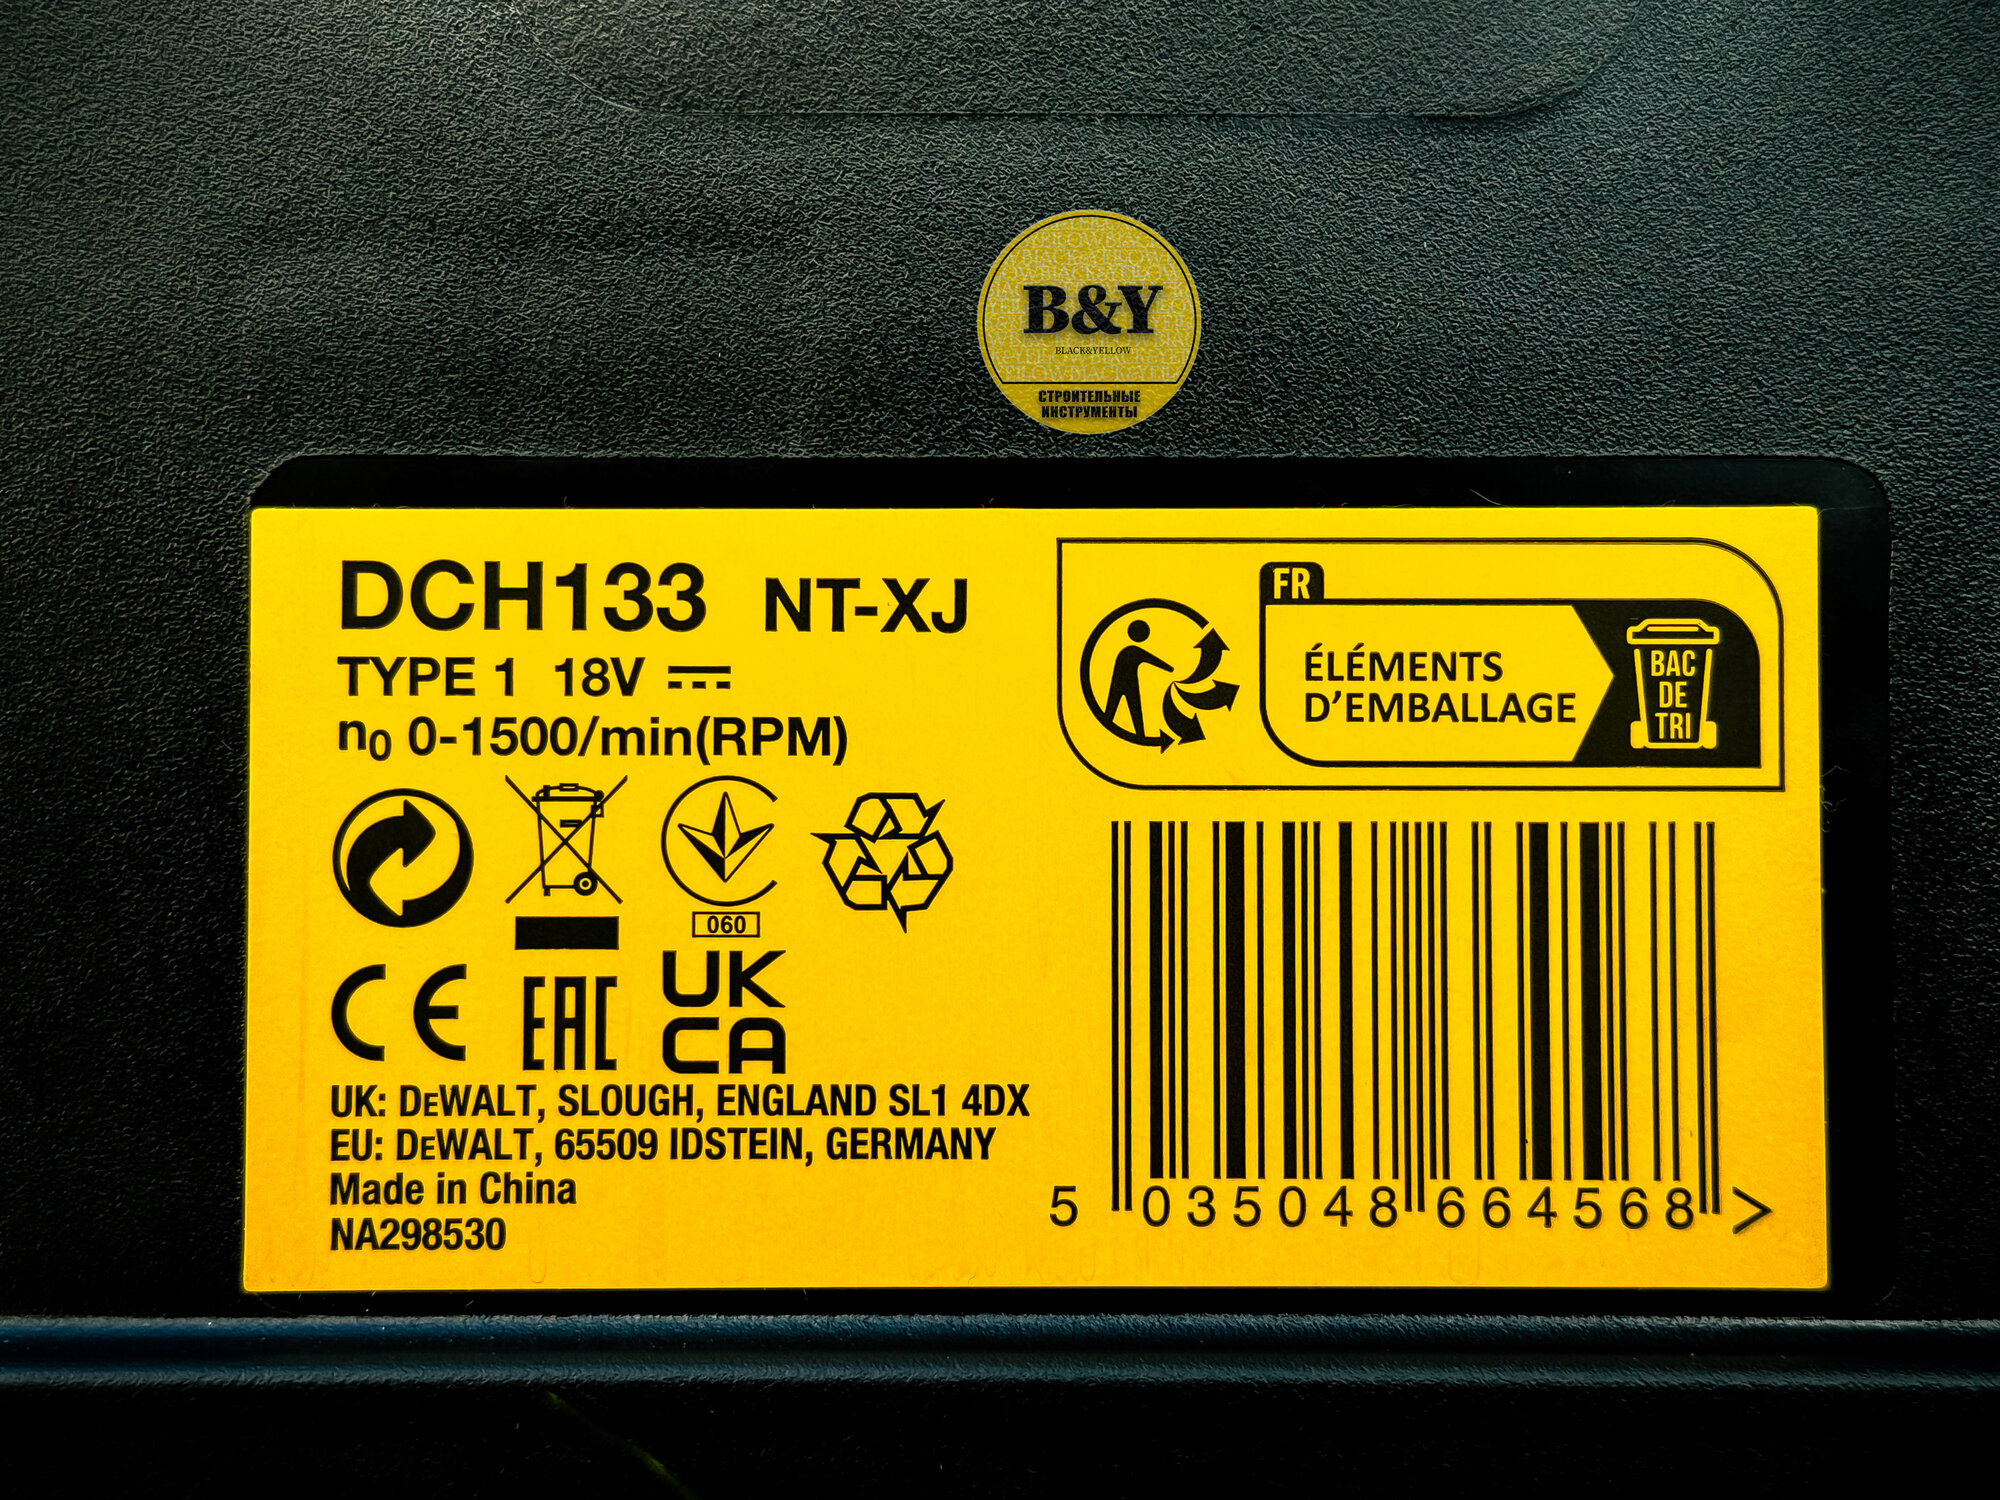 B&Y
BLACK&YELLOW
СТРОИТЕЛЬНЫЕ
ИНСТРУМЕНТЫ
DCH133 NT-XJ
TYPE 1 18V
n0 0-1500/min(RPM)
FR
ÉLÉMENTS
D'EMBALLAGE
BAC
DE
TRI
060
CE EAC UK
CA
UK: DEWALT, SLOUGH, ENGLAND SL1 4DX
EU: DEWALT, 65509 IDSTEIN, GERMANY
Made in China
NA298530
5 035048 664568 >